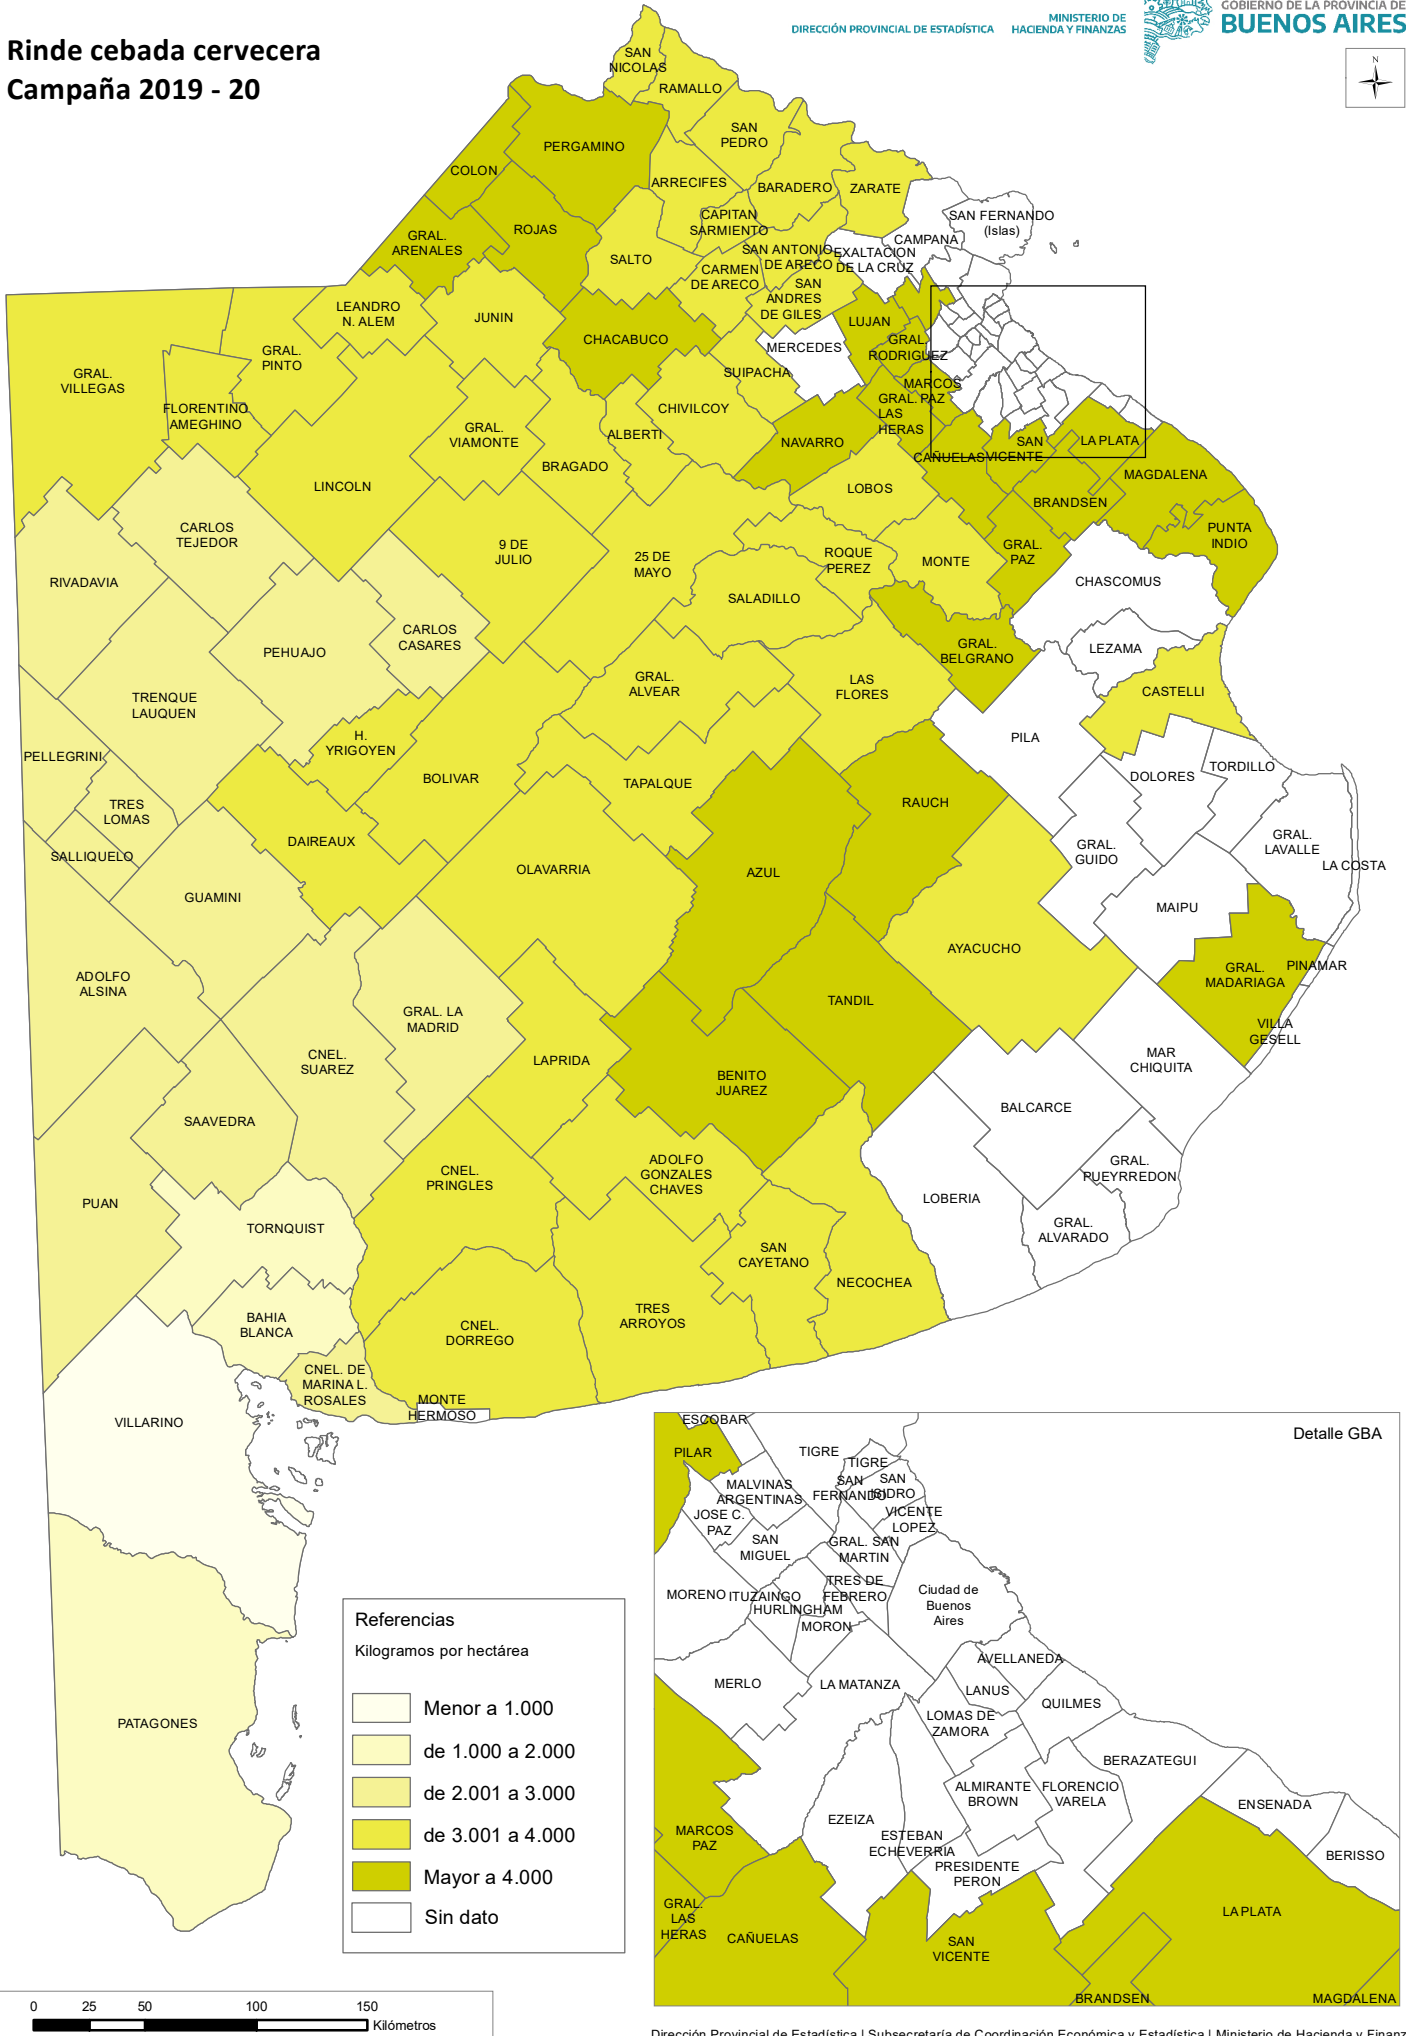 Rinde cebada cervecera
Campaña 2019 - 20
DIRECCIÓN PROVINCIAL DE ESTADÍSTICA
MINISTERIO DE
HACIENDA Y FINANZAS
GOBIERNO DE LA PROVINCIA DE
BUENOS AIRES
N
SAN
NICOLAS
RAMALLO
SAN
PEDRO
PERGAMINO
COLON
ARRECIFES
BARADERO
ZARATE
CAPITAN
SARMIENTO
SAN FERNANDO
(Islas)
ROJAS
GRAL.
ARENALES
SALTO
SAN ANTONIO
DE ARECO
EXALTACION
DE LA CRUZ
CAMPANA
CARMEN
DE ARECO
SAN
ANDRES
DE GILES
LEANDRO
N. ALEM
JUNIN
CHACABUCO
LUJAN
MERCEDES
GRAL.
RODRIGUEZ
GRAL.
PINTO
GRAL.
VILLEGAS
SUIPACHA
MARCOS
PAZ
FLORENTINO
AMEGHINO
CHIVILCOY
GRAL.
LAS
HERAS
GRAL.
VIAMONTE
ALBERTI
NAVARRO
CAÑUELAS
SAN
VICENTE
LA PLATA
BRAGADO
MAGDALENA
LINCOLN
LOBOS
BRANDSEN
CARLOS
TEJEDOR
PUNTA
INDIO
9 DE
JULIO
25 DE
MAYO
ROQUE
PEREZ
MONTE
GRAL.
PAZ
RIVADAVIA
CHASCOMUS
SALADILLO
CARLOS
CASARES
PEHUAJO
GRAL.
BELGRANO
LEZAMA
TRENQUE
LAUQUEN
GRAL.
ALVEAR
LAS
FLORES
CASTELLI
H.
YRIGOYEN
PILA
PELLEGRINI
BOLIVAR
TAPALQUE
DOLORES
TORDILLO
TRES
LOMAS
RAUCH
DAIREAUX
GRAL.
GUIDO
GRAL.
LAVALLE
SALLIQUELO
OLAVARRIA
AZUL
LA COSTA
GUAMINI
MAIPU
AYACUCHO
ADOLFO
ALSINA
GRAL.
MADARIAGA
PINAMAR
GRAL. LA
MADRID
TANDIL
VILLA
GESELL
CNEL.
SUAREZ
LAPRIDA
MAR
CHIQUITA
BENITO
JUAREZ
BALCARCE
SAAVEDRA
CNEL.
PRINGLES
ADOLFO
GONZALES
CHAVES
GRAL.
PUEYRREDON
LOBERIA
PUAN
TORNQUIST
GRAL.
ALVARADO
SAN
CAYETANO
NECOCHEA
TRES
ARROYOS
BAHIA
BLANCA
CNEL.
DORREGO
CNEL. DE
MARINA L.
ROSALES
MONTE
HERMOSO
VILLARINO
PATAGONES
Referencias
Kilogramos por hectárea
Menor a 1.000
de 1.000 a 2.000
de 2.001 a 3.000
de 3.001 a 4.000
Mayor a 4.000
Sin dato
Detalle GBA
ESCOBAR
PILAR
TIGRE
TIGRE
MALVINAS
ARGENTINAS
SAN
FERNANDO
SAN
ISIDRO
JOSE C.
PAZ
VICENTE
LOPEZ
SAN
MIGUEL
GRAL. SAN
MARTIN
MORENO
ITUZAINGO
HURLINGHAM
TRES DE
FEBRERO
Ciudad de
Buenos
Aires
MORON
AVELLANEDA
MERLO
LA MATANZA
LANUS
QUILMES
LOMAS DE
ZAMORA
BERAZATEGUI
ALMIRANTE
BROWN
FLORENCIO
VARELA
EZEIZA
ENSENADA
MARCOS
PAZ
ESTEBAN
ECHEVERRIA
PRESIDENTE
PERON
BERISSO
GRAL.
LAS
HERAS
CAÑUELAS
SAN
VICENTE
LA PLATA
BRANDSEN
MAGDALENA
0 25 50 100 150
Kilómetros
Dirección Provincial de Estadística | Subsecretaría de Coordinación Económica y Estadística | Ministerio de Hacienda y Finanz